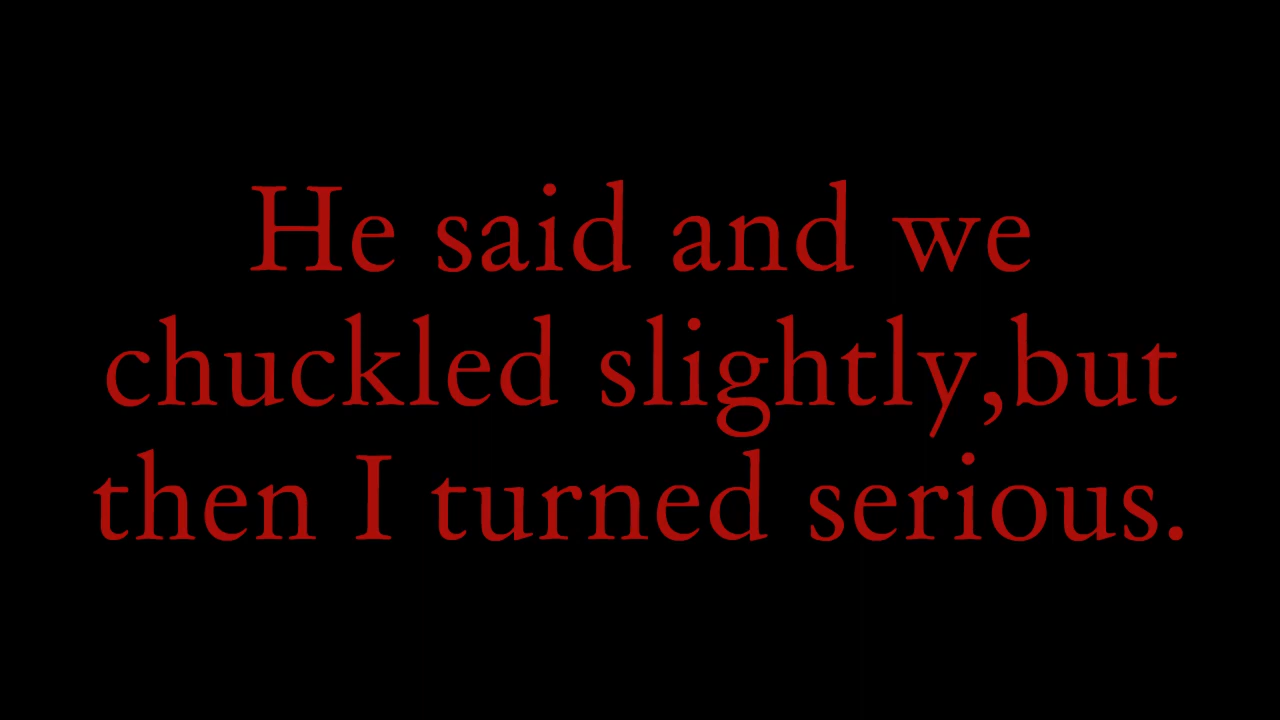 He said and we
chuckled slightly,but
then I turned serious.